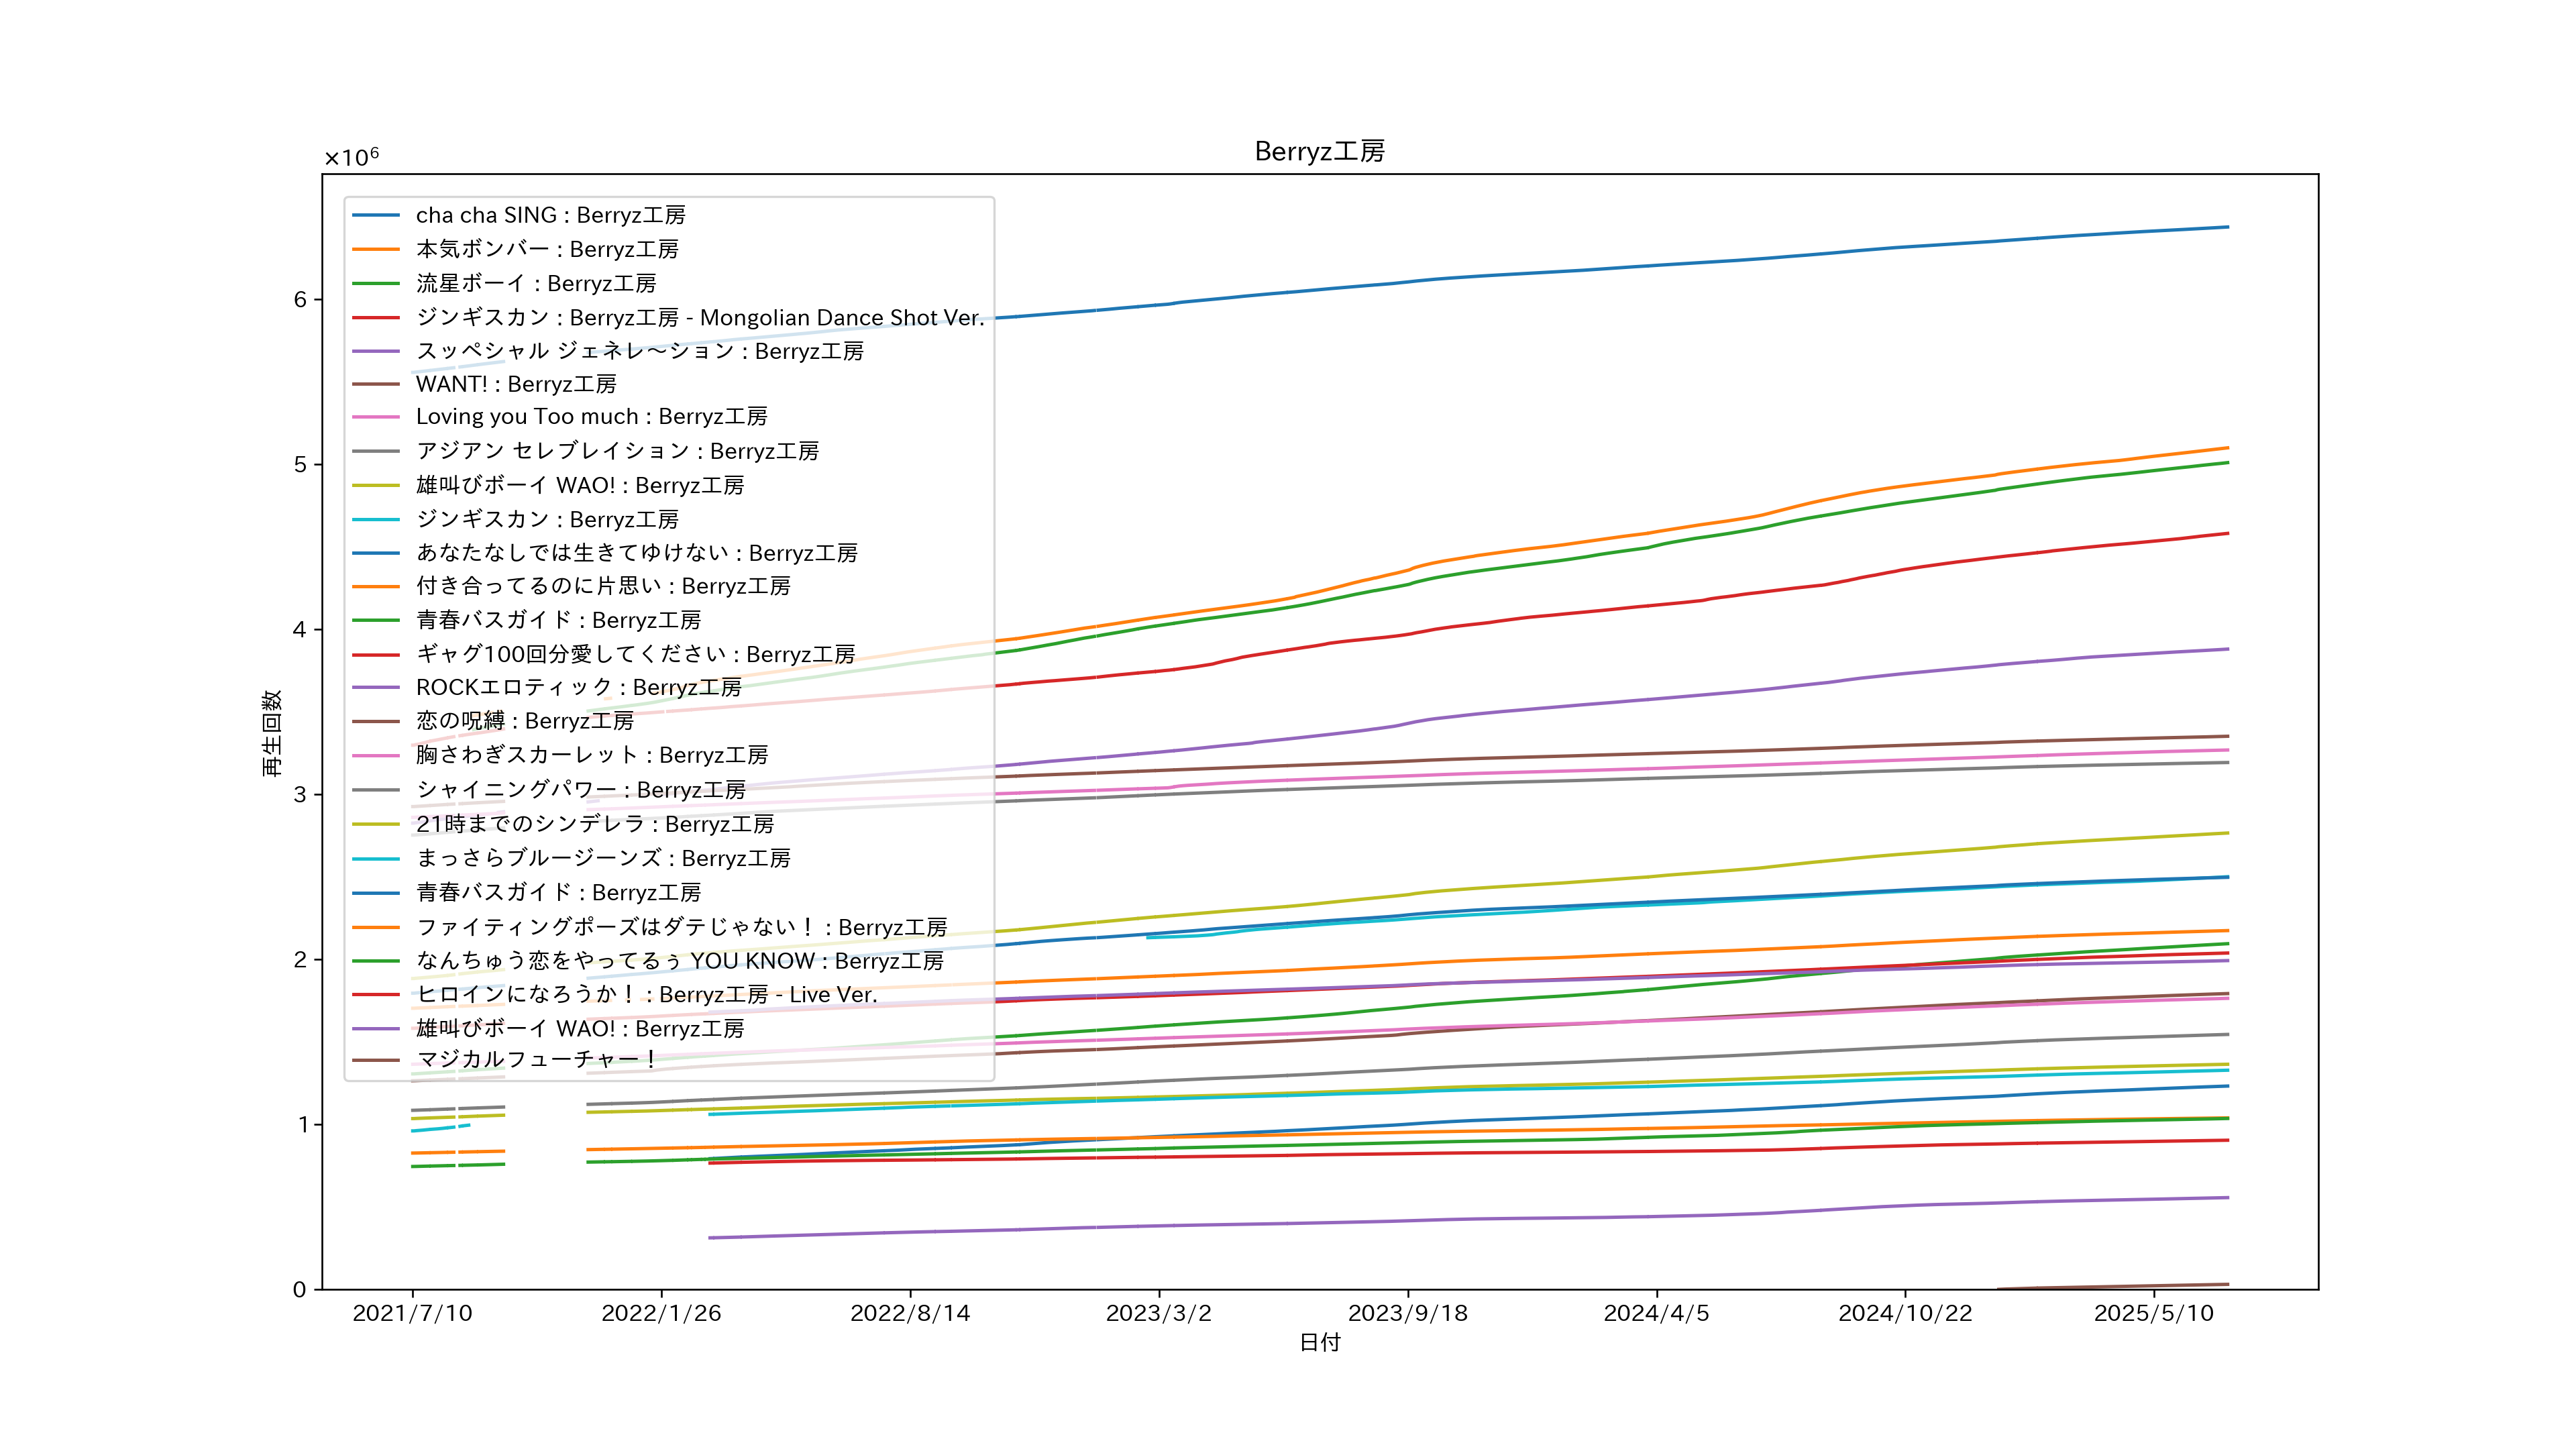 Berryz工房
×10⁶
cha cha SING : Berryz工房
本気ボンバー : Berryz工房
流星ボーイ : Berryz工房
ジンギスカン : Berryz工房 - Mongolian Dance Shot Ver.
スッペシャル ジェネレ〜ション : Berryz工房
WANT! : Berryz工房
Loving you Too much : Berryz工房
アジアン セレブレイション : Berryz工房
雄叫びボーイ WAO! : Berryz工房
ジンギスカン : Berryz工房
あなたなしでは生きてゆけない : Berryz工房
付き合ってるのに片思い : Berryz工房
青春バスガイド : Berryz工房
ギャグ100回分愛してください : Berryz工房
ROCKエロティック : Berryz工房
恋の呪縛 : Berryz工房
胸さわぎスカーレット : Berryz工房
シャイニングパワー : Berryz工房
21時までのシンデレラ : Berryz工房
まっさらブルージーンズ : Berryz工房
青春バスガイド : Berryz工房
ファイティングポーズはダテじゃない！ : Berryz工房
なんちゅう恋をやってるぅ YOU KNOW : Berryz工房
ヒロインになろうか！ : Berryz工房 - Live Ver.
雄叫びボーイ WAO! : Berryz工房
マジカルフューチャー！
6
5
4
3
2
1
0
再生回数
2021/7/10 2022/1/26 2022/8/14 2023/3/2 2023/9/18 2024/4/5 2024/10/22 2025/5/10
日付